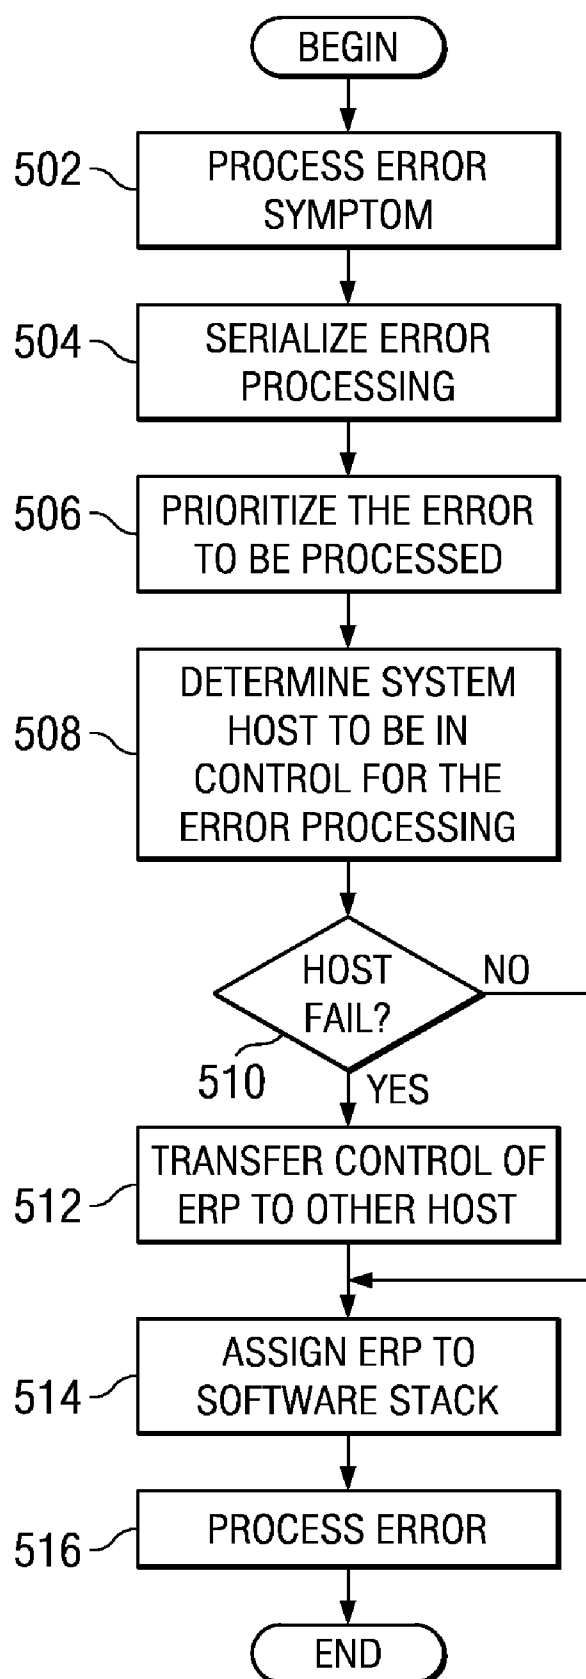 BEGIN
502
PROCESS ERROR
SYMPTOM
504
SERIALIZE ERROR
PROCESSING
506
PRIORITIZE THE ERROR
TO BE PROCESSED
508
DETERMINE SYSTEM
HOST TO BE IN
CONTROL FOR THE
ERROR PROCESSING
HOST
FAIL?
NO
510
YES
512
TRANSFER CONTROL OF
ERP TO OTHER HOST
514
ASSIGN ERP TO
SOFTWARE STACK
516
PROCESS ERROR
END